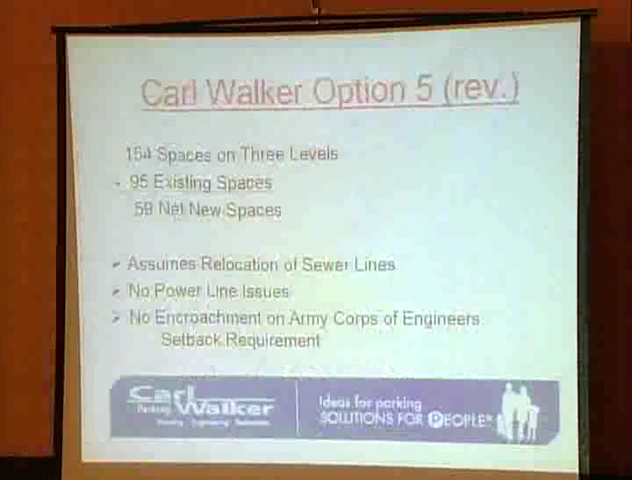 Carl Walker Option 5 (rev.)
154 Spaces on Three Levels
- 95 Existing Spaces
59 Net New Spaces
➢ Assumes Relocation of Sewer Lines
➢ No Power Line Issues
➢ No Encroachment on Army Corps of Engineers
Setback Requirement
Carl
Parking Walker
Ideas for parking
SOLUTIONS FOR PEOPLE